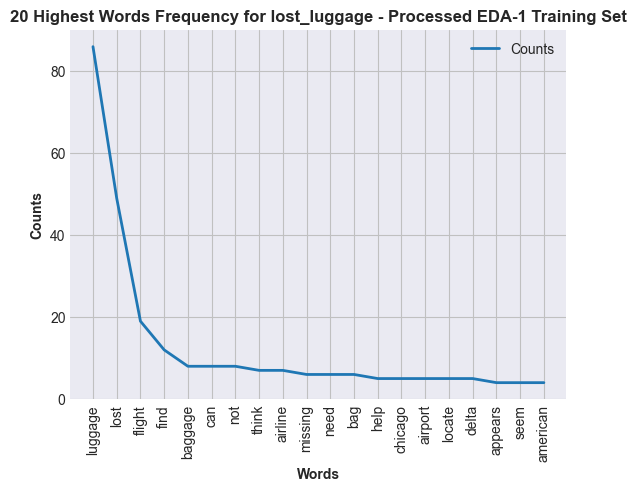 20 Highest Words Frequency for lost_luggage - Processed EDA-1 Training Set
Counts
80
60
40
20
0
Counts
luggage
lost
flight
find
baggage
can
not
think
airline
missing
need
bag
help
chicago
airport
locate
delta
appears
seem
american
Words